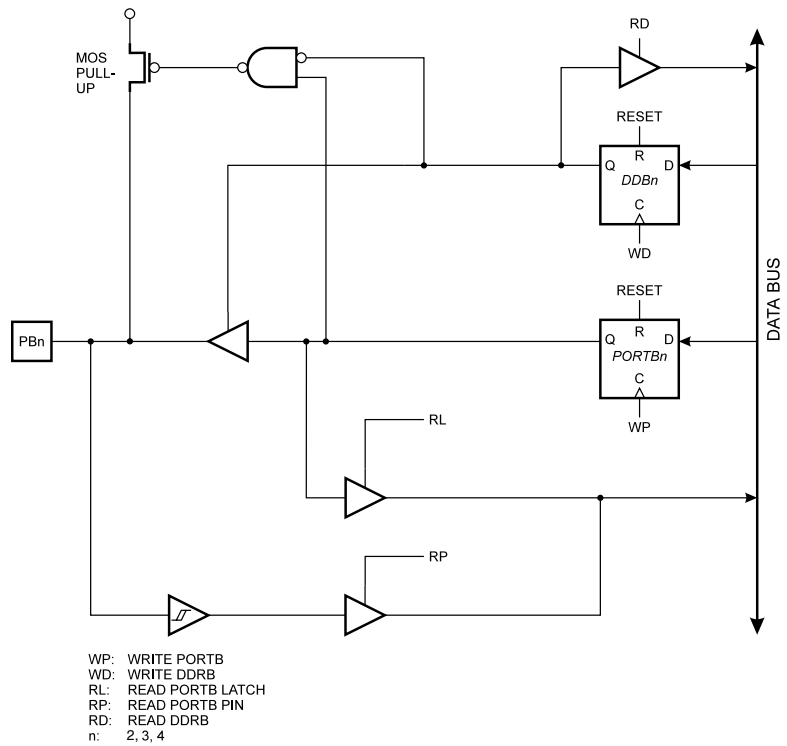 RD
MOS
PULL-
UP
RESET
R
Q
D
DDBn
C
WD
DATA BUS
RESET
R
Q
D
PBn
PORTBn
C
WP
RL
RP
WP: WRITE PORTB
WD: WRITE DDRB
RL: READ PORTB LATCH
RP: READ PORTB PIN
RD: READ DDRB
n: 2, 3, 4